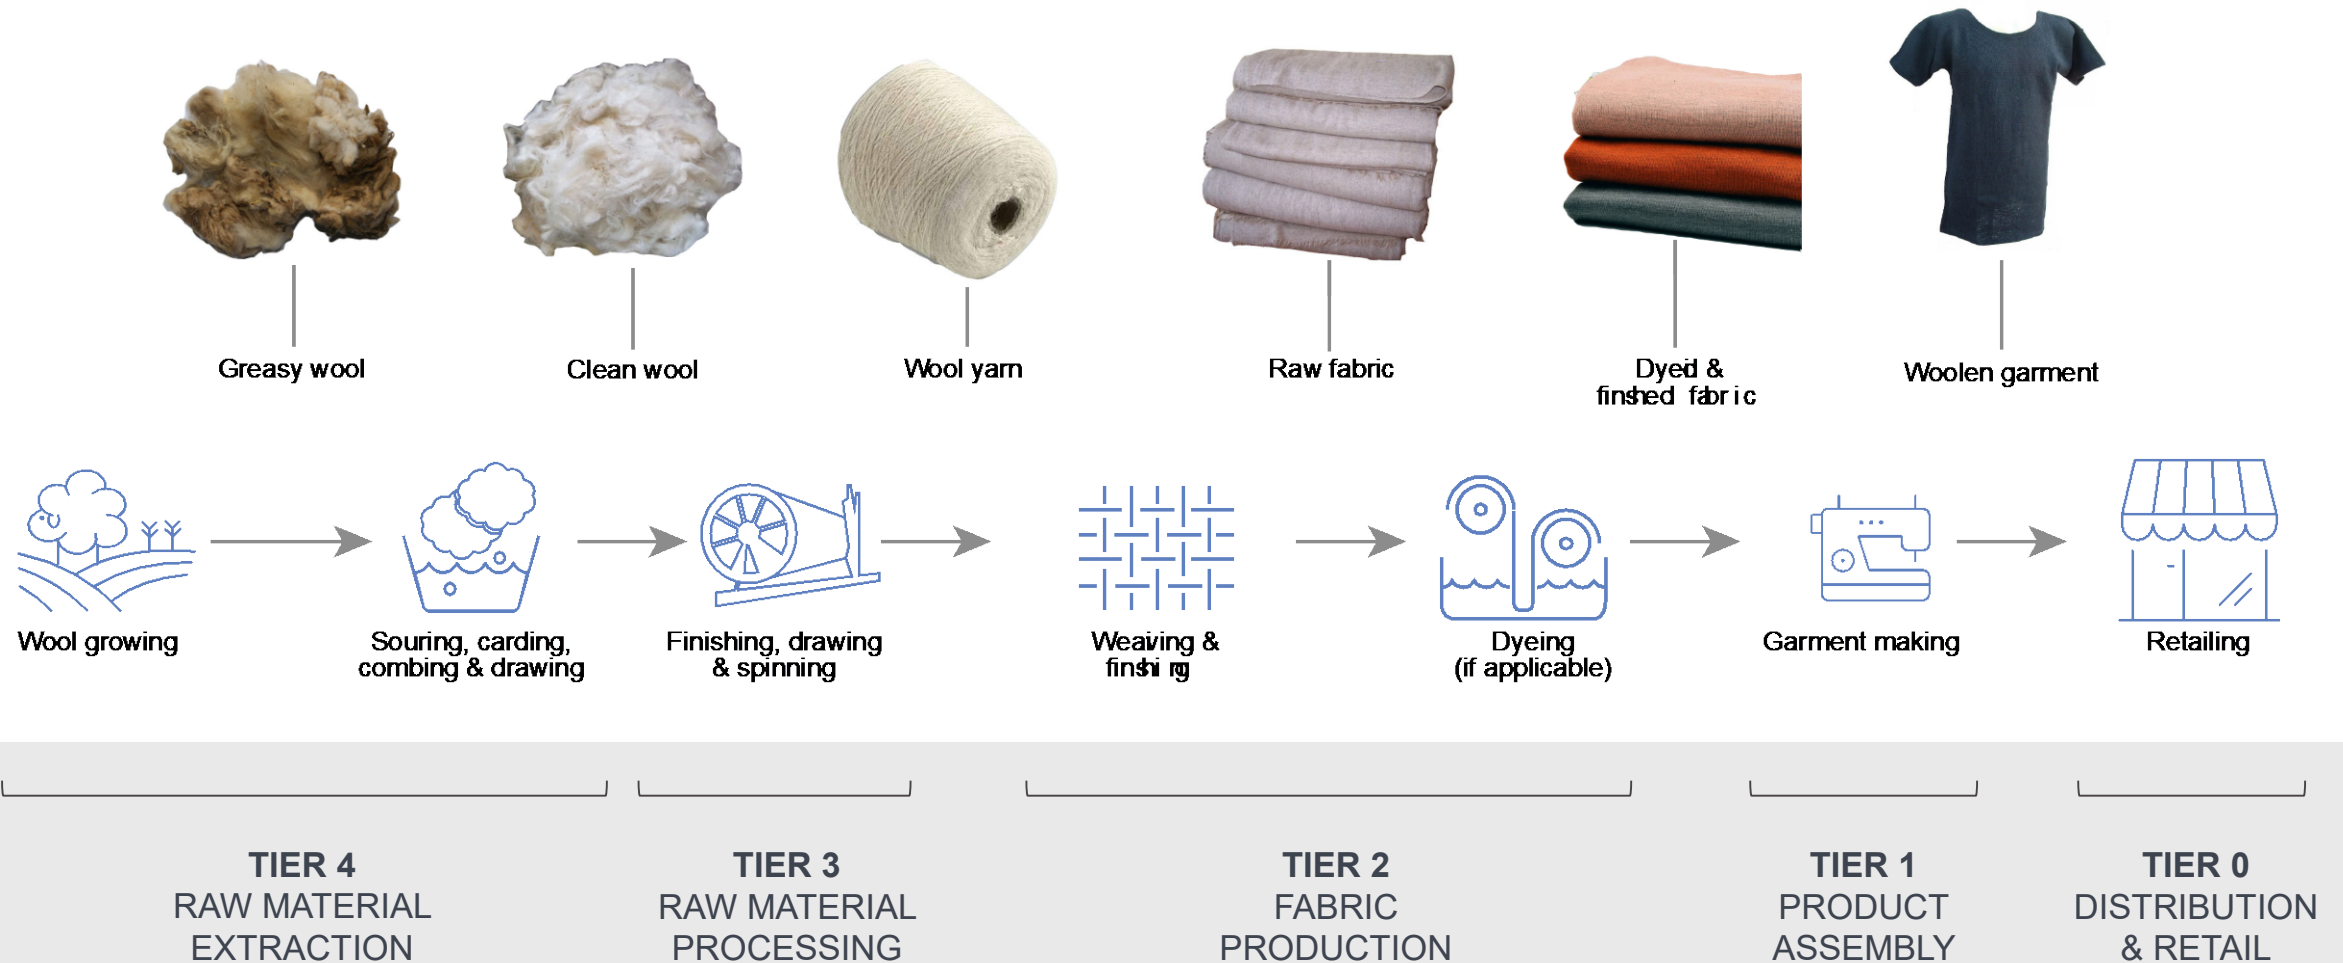 Greasy wool
Clean wool
Wool yarn
Raw fabric
Dyed &
finshed fabric
Woolen garment
Wool growing
Souring, carding,
combing & drawing
Finishing, drawing
& spinning
Weaving &
finshing
Dyeing
(if applicable)
Garment making
Retailing
TIER 4
RAW MATERIAL
EXTRACTION
TIER 3
RAW MATERIAL
PROCESSING
TIER 2
FABRIC
PRODUCTION
TIER 1
PRODUCT
ASSEMBLY
TIER 0
DISTRIBUTION
& RETAIL